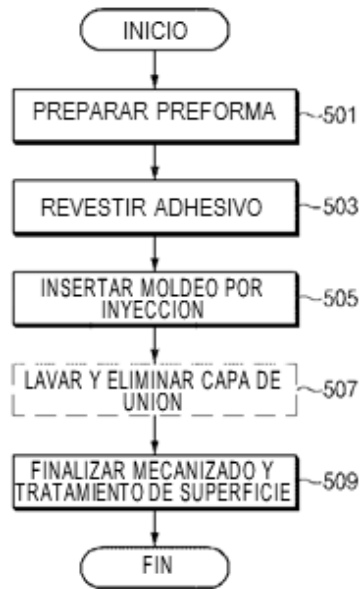 INICIO
PREPARAR PREFORMA
501
REVESTIR ADHESIVO
503
INSERTAR MOLDEO POR
INYECCION
505
LAVAR Y ELIMINAR CAPA DE
UNION
507
FINALIZAR MECANIZADO Y
TRATAMIENTO DE SUPERFICIE
509
FIN